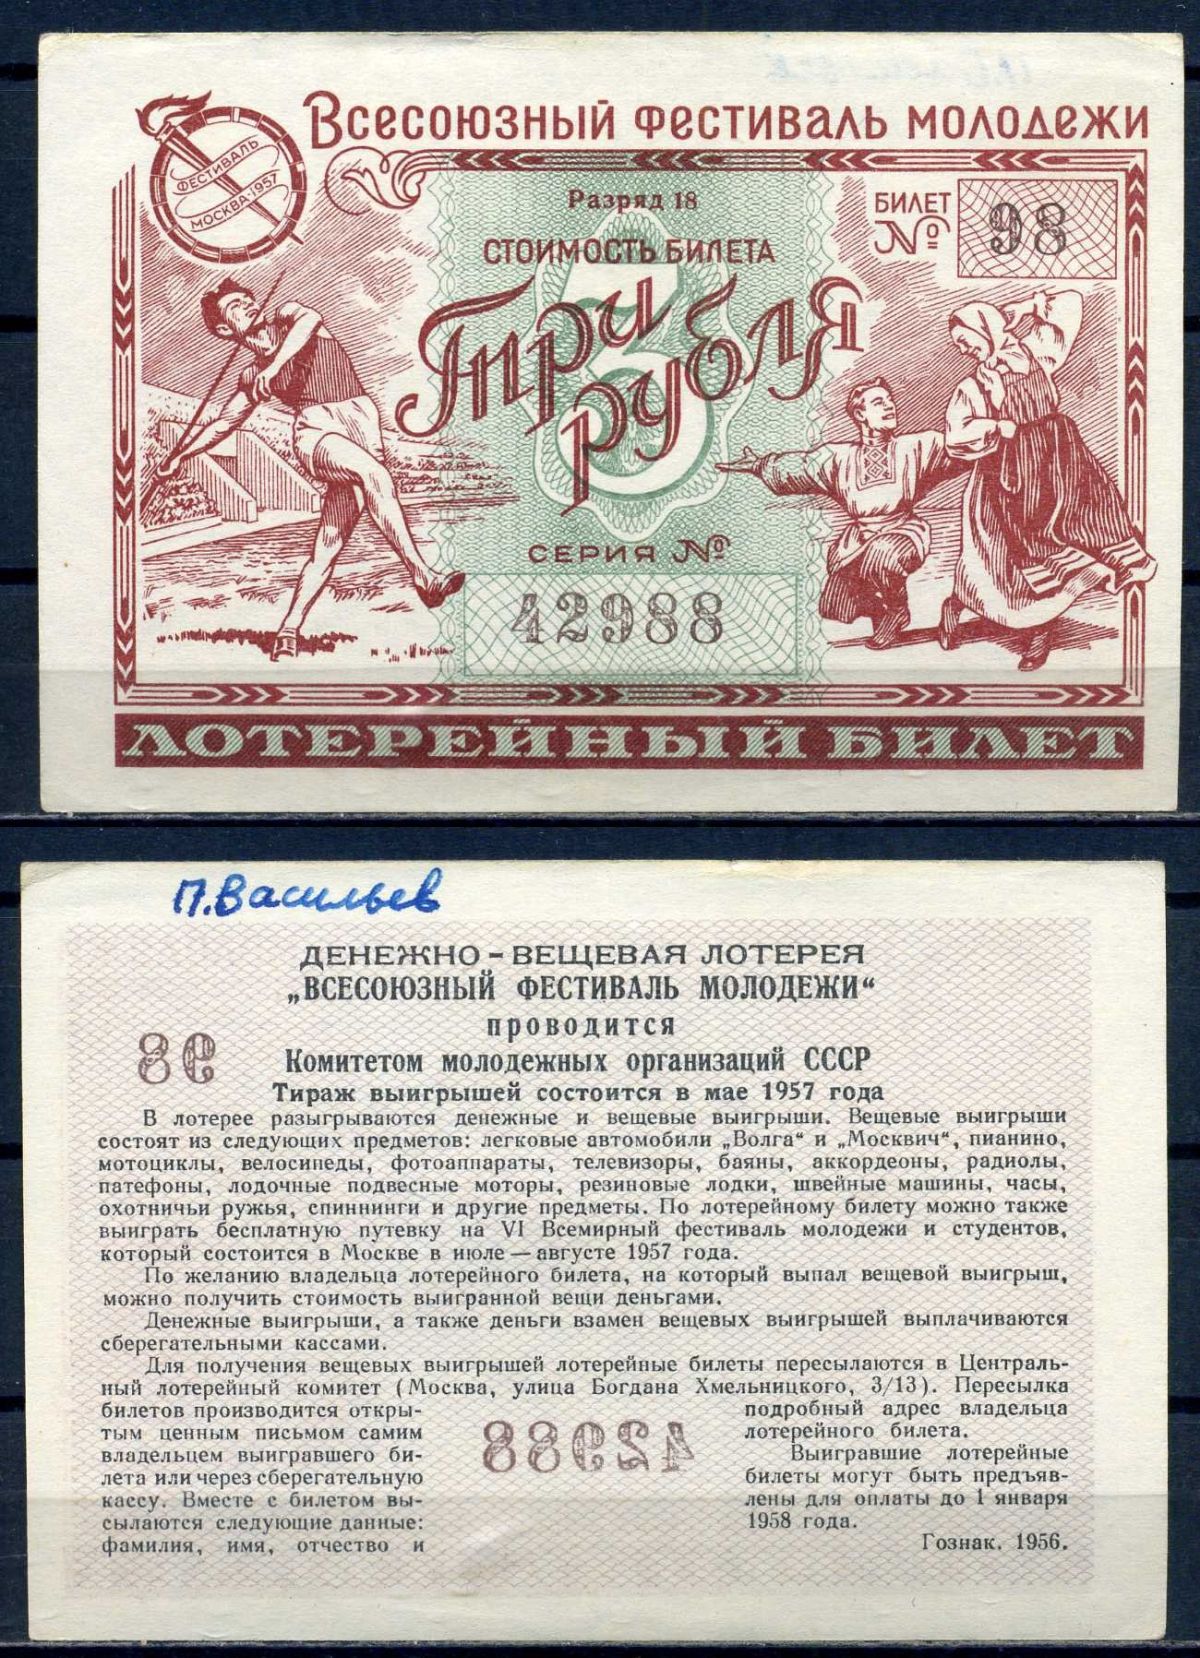 Всесоюзный фестиваль молодежи
ФЕСТИВАЛЬ
МОСКВА·1957
Разряд 18
БИЛЕТ
№ 98
СТОИМОСТЬ БИЛЕТА
Три
рубля
3
СЕРИЯ №
42988
ЛОТЕРЕЙНЫЙ БИЛЕТ
П.Васильев
ДЕНЕЖНО-ВЕЩЕВАЯ ЛОТЕРЕЯ
„ВСЕСОЮЗНЫЙ ФЕСТИВАЛЬ МОЛОДЕЖИ“
проводится
98
Комитетом молодежных организаций СССР
Тираж выигрышей состоится в мае 1957 года
В лотерее разыгрываются денежные и вещевые выигрыши. Вещевые выигрыши
состоят из следующих предметов: легковые автомобили „Волга“ и „Москвич“, пианино,
мотоциклы, велосипеды, фотоаппараты, телевизоры, баяны, аккордеоны, радиолы,
патефоны, лодочные подвесные моторы, резиновые лодки, швейные машины, часы,
охотничьи ружья, спиннинги и другие предметы. По лотерейному билету можно также
выиграть бесплатную путевку на VI Всемирный фестиваль молодежи и студентов,
который состоится в Москве в июле—августе 1957 года.
По желанию владельца лотерейного билета, на который выпал вещевой выигрыш,
можно получить стоимость выигранной вещи деньгами.
Денежные выигрыши, а также деньги взамен вещевых выигрышей выплачиваются
сберегательными кассами.
Для получения вещевых выигрышей лотерейные билеты пересылаются в Централь-
ный лотерейный комитет (Москва, улица Богдана Хмельницкого, 3/13). Пересылка
билетов производится откры-
тым ценным письмом самим
владельцем выигравшего би-
лета или через сберегательную
кассу. Вместе с билетом вы-
сылаются следующие данные:
фамилия, имя, отчество и
42988
подробный адрес владельца
лотерейного билета.
Выигравшие лотерейные
билеты могут быть предъяв-
лены для оплаты до 1 января
1958 года.
Гознак. 1956.